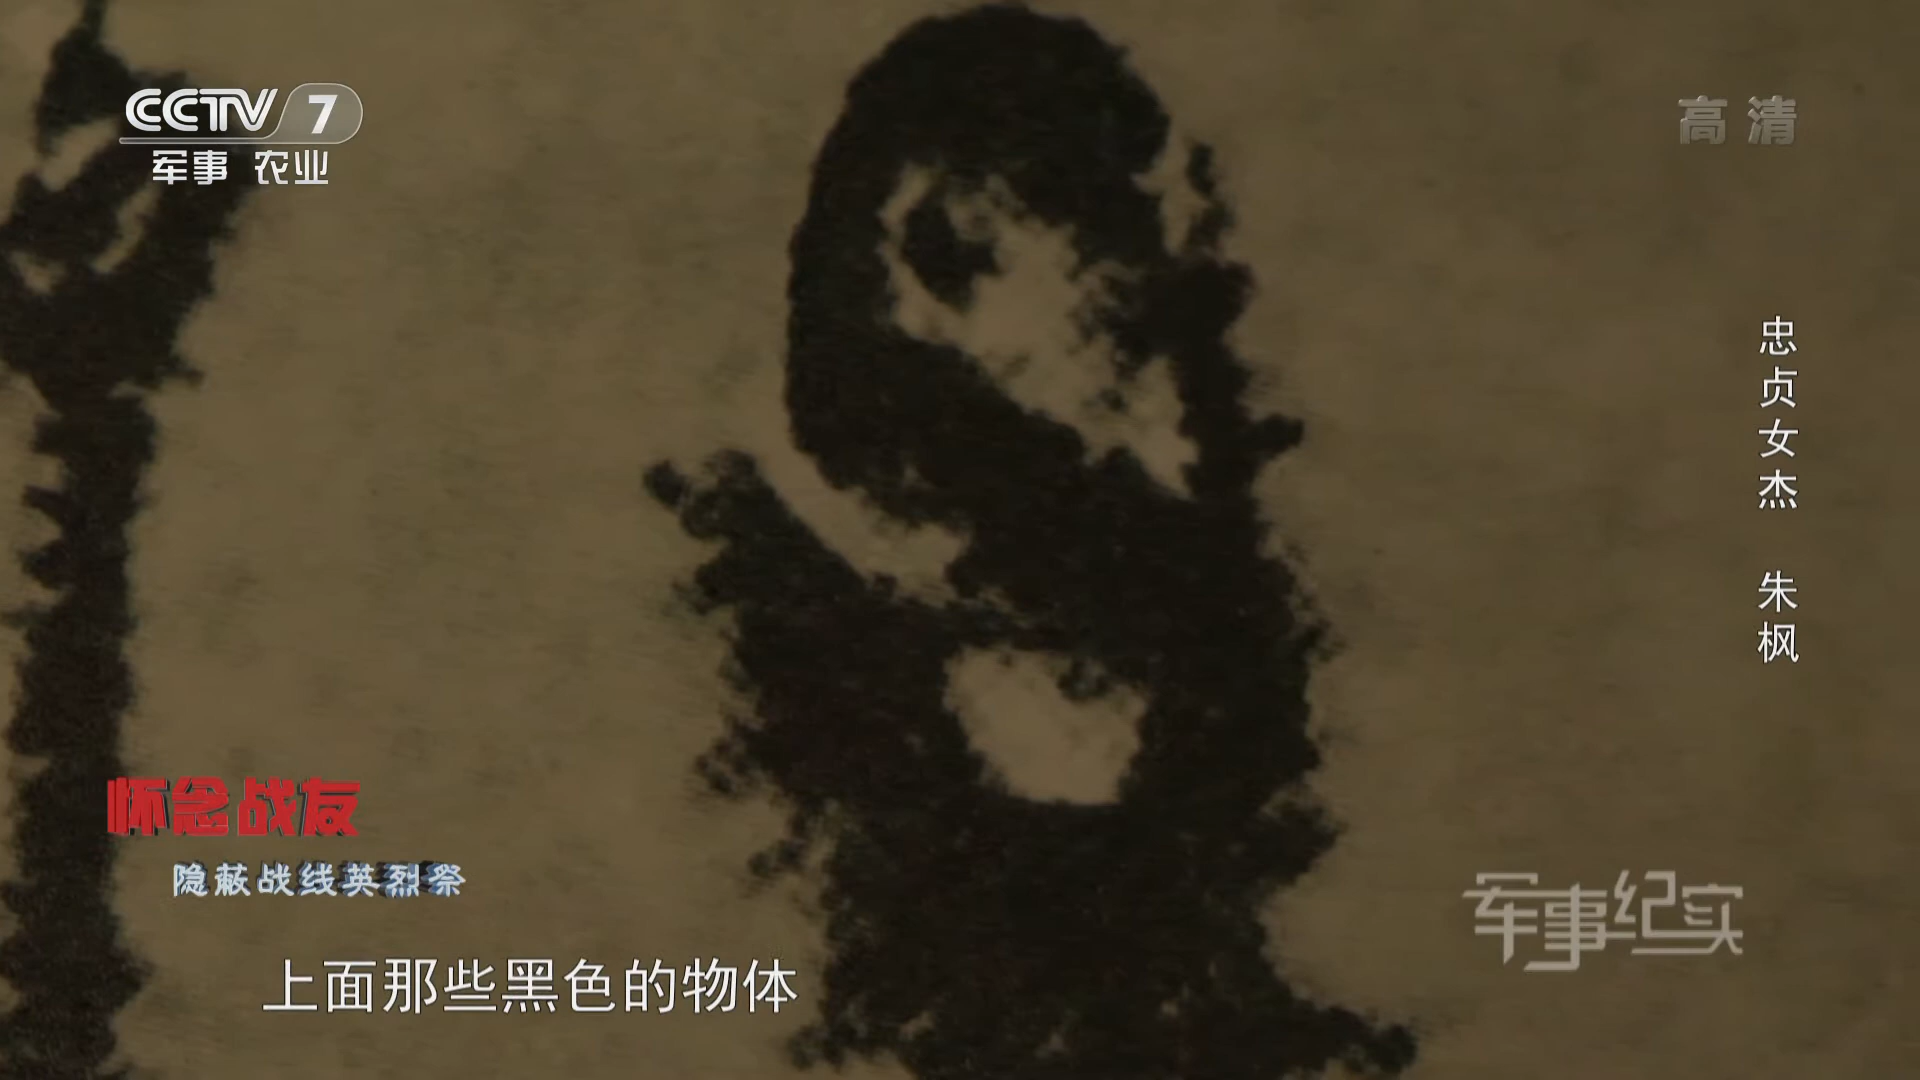 CCTV 7
军事 农业
高清
忠贞女杰 朱枫
怀念战友
隐蔽战线英烈祭
军事纪实
上面那些黑色的物体